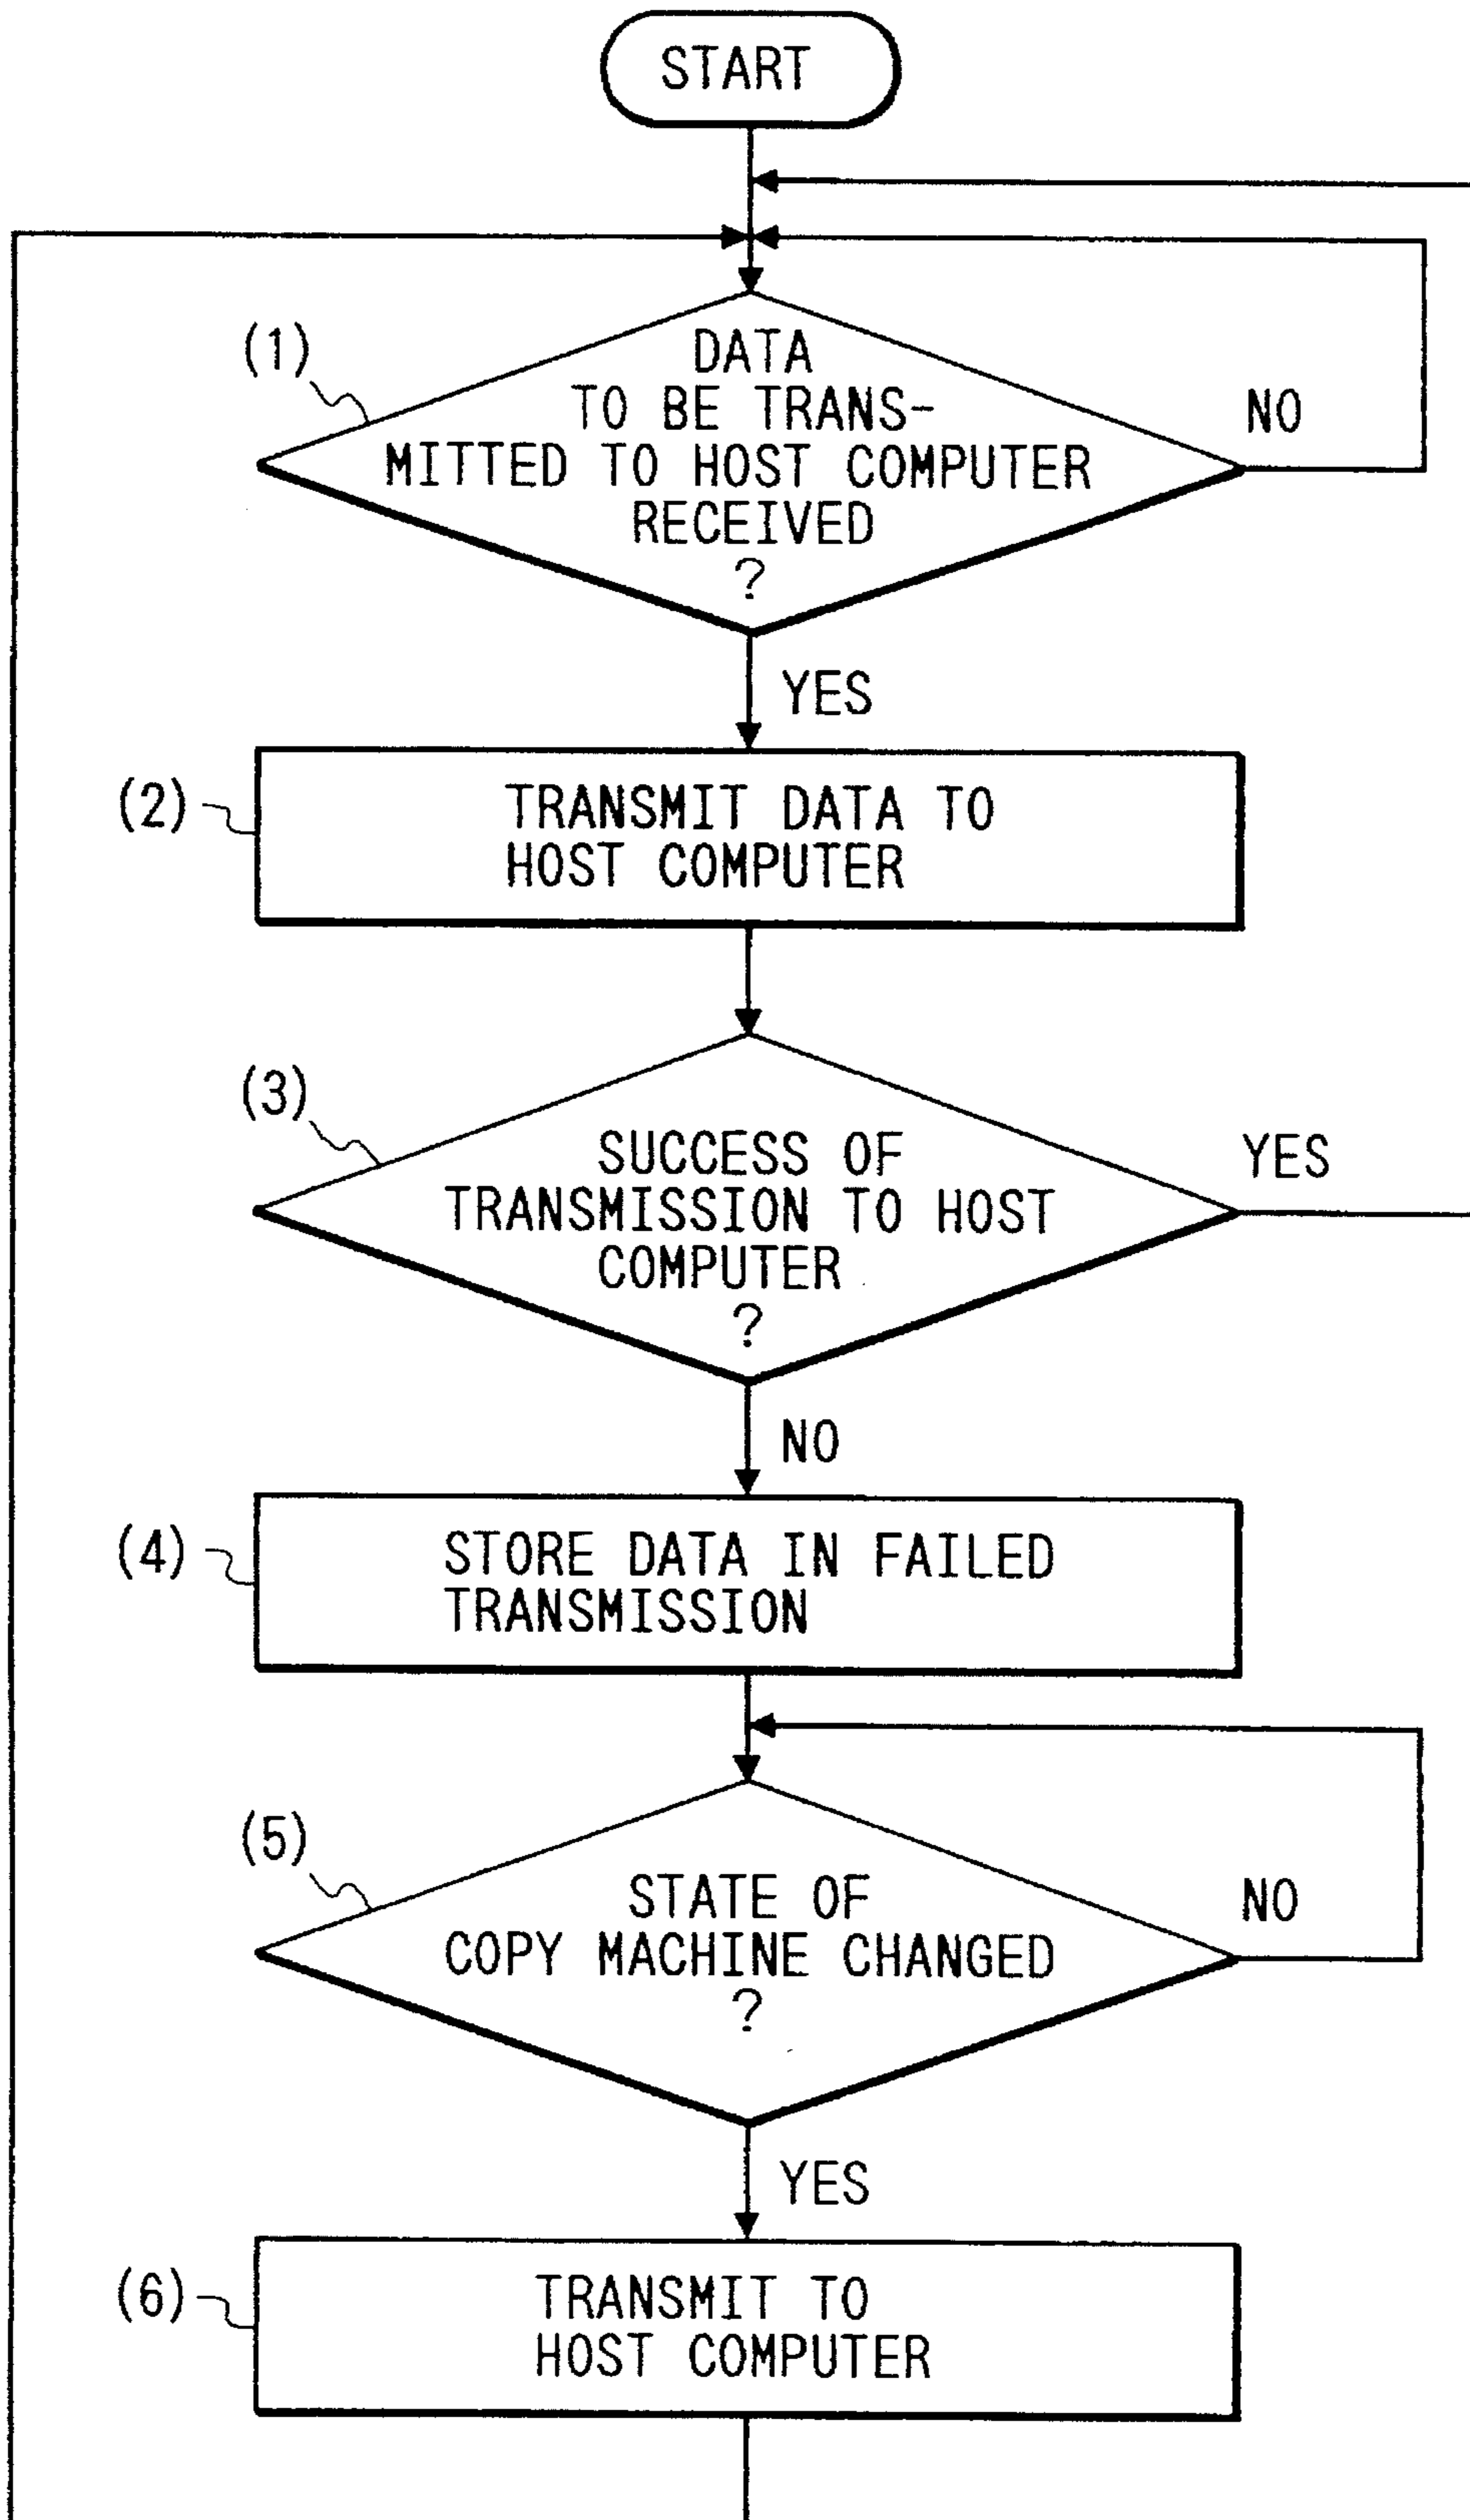 START
(1)
DATA
TO BE TRANS-
MITTED TO HOST COMPUTER
RECEIVED
?
NO
YES
(2)
TRANSMIT DATA TO
HOST COMPUTER
(3)
SUCCESS OF
TRANSMISSION TO HOST
COMPUTER
?
YES
NO
(4)
STORE DATA IN FAILED
TRANSMISSION
(5)
STATE OF
COPY MACHINE CHANGED
?
NO
YES
(6)
TRANSMIT TO
HOST COMPUTER